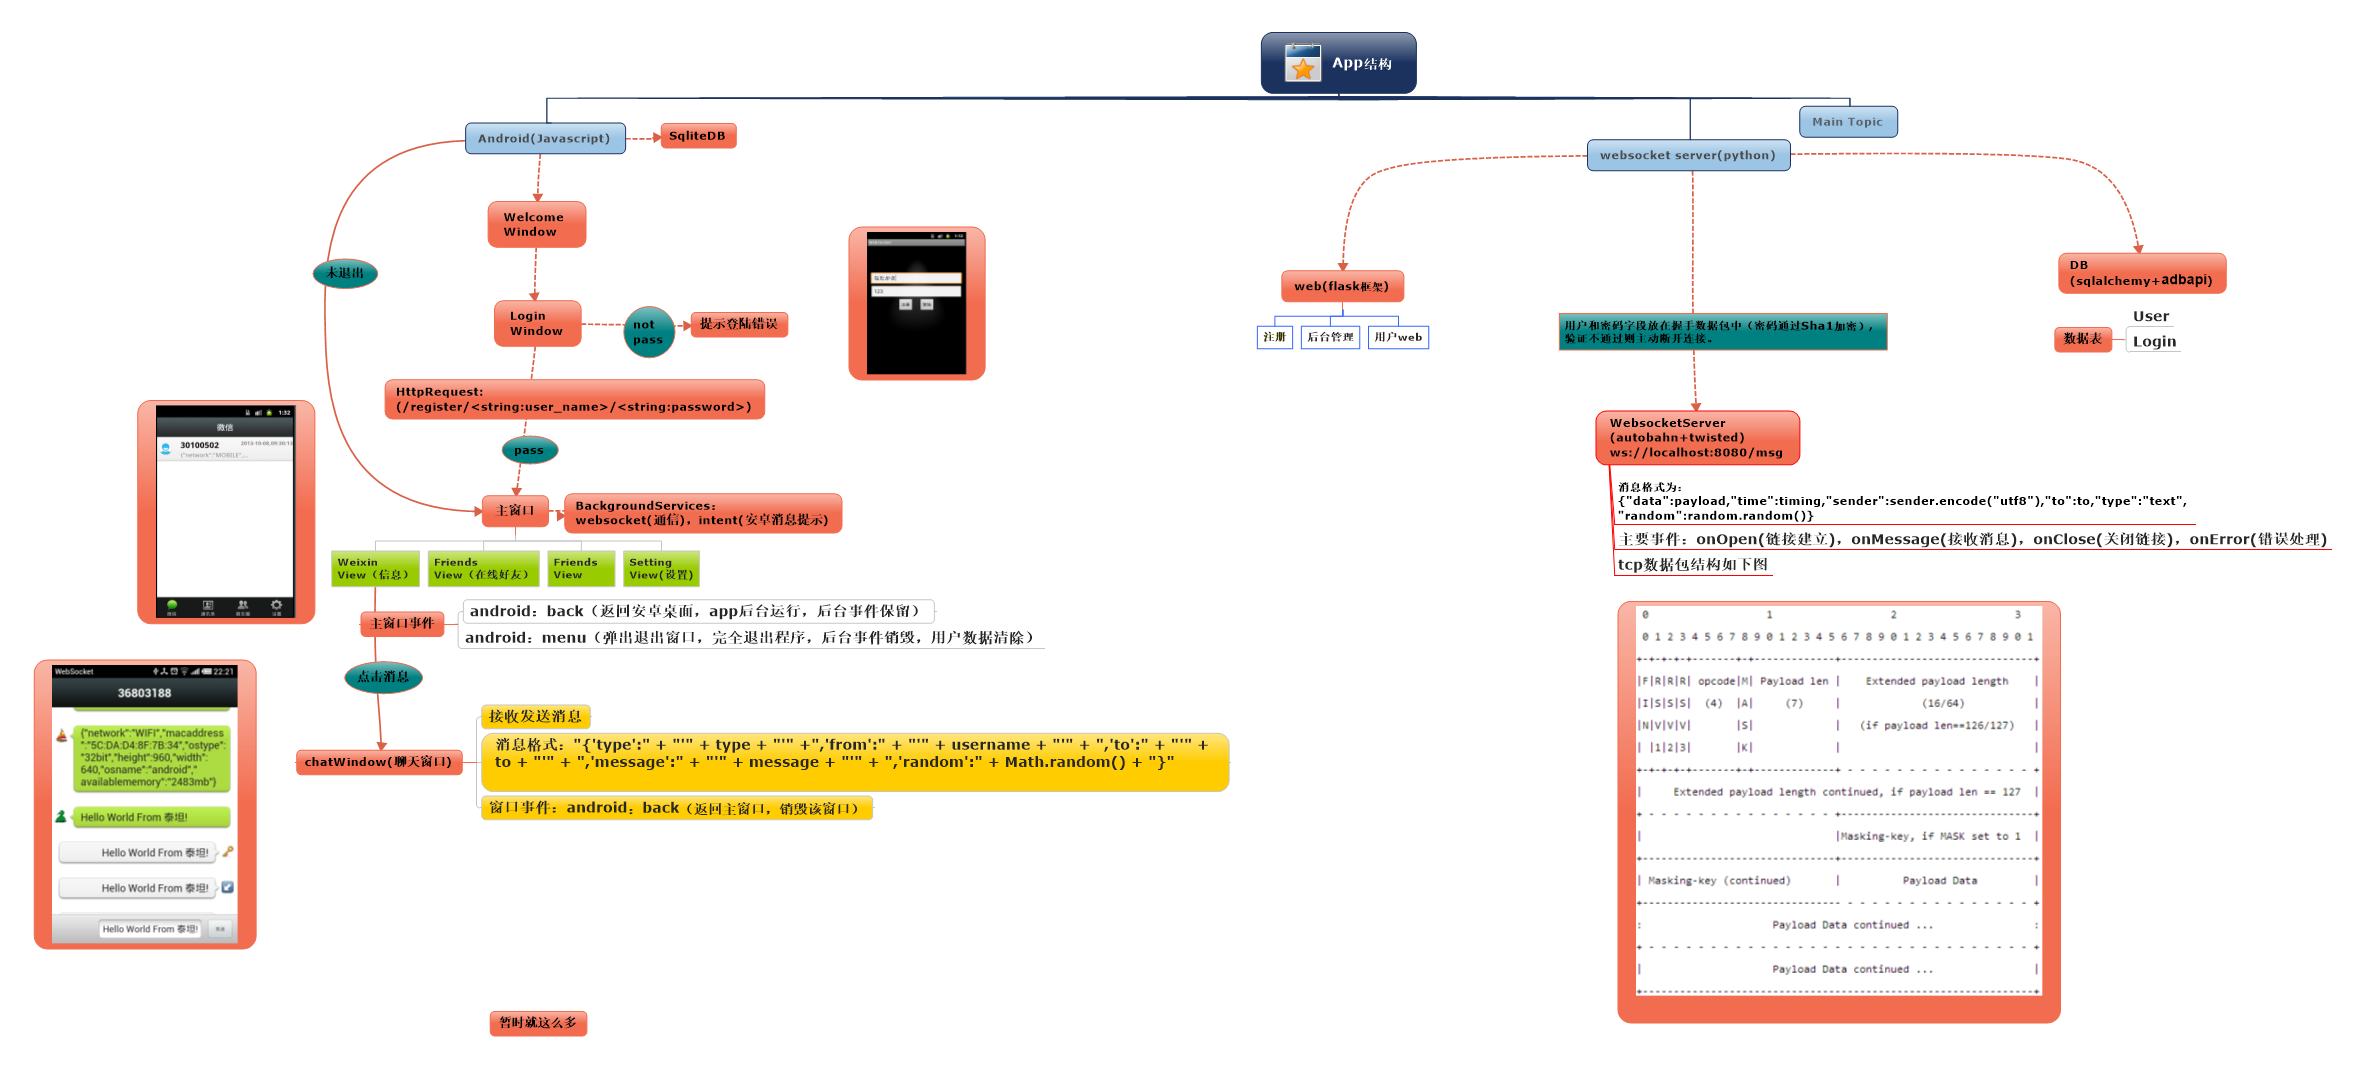 App结构
Android(Javascript)
SqliteDB
Main Topic
websocket server(python)
Welcome
Window
未退出
Login
Window
not
pass
提示登陆错误
HttpRequest:
(/register/<string:user_name>/<string:password>)
pass
主窗口
BackgroundServices:
websocket(通信)，intent(安卓消息提示)
Weixin
View（信息）
Friends
View（在线好友）
Friends
View
Setting
View(设置)
主窗口事件
android：back（返回安卓桌面，app后台运行，后台事件保留）
android：menu（弹出退出窗口，完全退出程序，后台事件销毁，用户数据清除）
点击消息
chatWindow(聊天窗口)
接收发送消息
消息格式："{'type':" + "'" + type + "'" +",'from':" + "'" + username + "'" + ",'to':" + "'" +
to + "'" + ",'message':" + "'" + message + "'" + ",'random':" + Math.random() + "}"
窗口事件：android：back（返回主窗口，销毁该窗口）
暂时就这么多
1:32
123
1:32
微信
30100502
2013-10-08,09:30:13
{"network":"MOBILE",...
WebSocket
22:21
36803188
{"network":"WIFI","macaddress
":"5C:DA:D4:8F:7B:34","ostype":
"32bit","height":960,"width":
640,"osname":"android","
availablememory":"2483mb"}
Hello World From 泰坦!
Hello World From 泰坦!
Hello World From 泰坦!
Hello World From 泰坦!
web(flask框架)
注册
后台管理
用户web
用户和密码字段放在握手数据包中（密码通过Sha1加密），
验证不通过则主动断开连接。
DB
(sqlalchemy+adbapi)
数据表
User
Login
WebsocketServer
(autobahn+twisted)
ws://localhost:8080/msg
消息格式为:
{"data":payload,"time":timing,"sender":sender.encode("utf8"),"to":to,"type":"text",
"random":random.random()}
主要事件：onOpen(链接建立)，onMessage(接收消息)，onClose(关闭链接)，onError(错误处理)
tcp数据包结构如下图
0 1 2 3
0 1 2 3 4 5 6 7 8 9 0 1 2 3 4 5 6 7 8 9 0 1 2 3 4 5 6 7 8 9 0 1
+-+-+-+-+-------+-+-------------+-------------------------------+
|F|R|R|R| opcode|M| Payload len |    Extended payload length    |
|I|S|S|S|  (4)  |A|     (7)     |             (16/64)           |
|N|V|V|V|       |S|             |   (if payload len==126/127)   |
| |1|2|3|       |K|             |                               |
+-+-+-+-+-------+-+-------------+ - - - - - - - - - - - - - - - +
|     Extended payload length continued, if payload len == 127  |
+ - - - - - - - - - - - - - - - +-------------------------------+
|                               |Masking-key, if MASK set to 1  |
+-------------------------------+-------------------------------+
| Masking-key (continued)       |          Payload Data         |
+-------------------------------- - - - - - - - - - - - - - - - +
:                     Payload Data continued ...                :
+ - - - - - - - - - - - - - - - - - - - - - - - - - - - - - - - +
|                     Payload Data continued ...                |
+---------------------------------------------------------------+